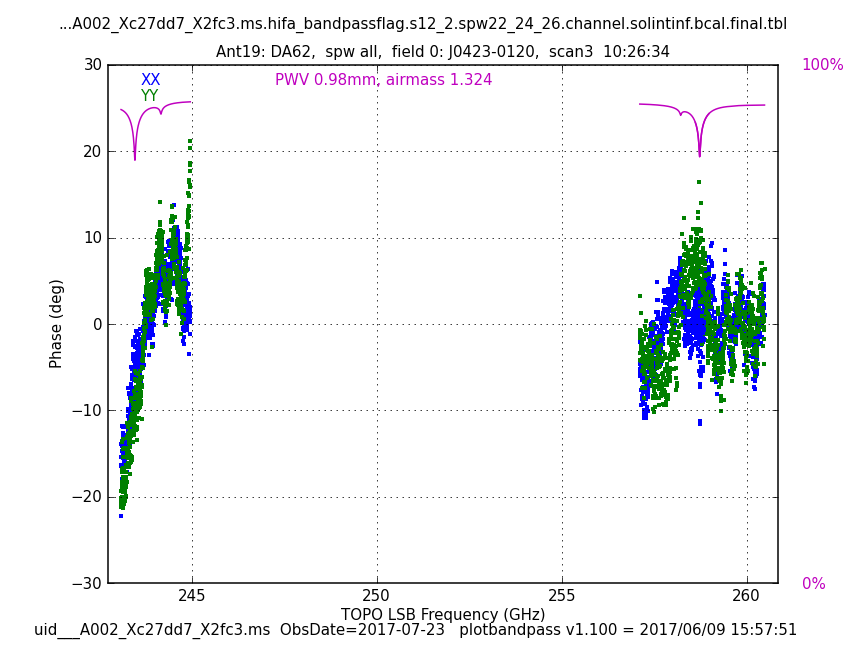 ...A002_Xc27dd7_X2fc3.ms.hifa_bandpassflag.s12_2.spw22_24_26.channel.solintinf.bcal.final.tbl
Ant19: DA62,  spw all,  field 0: J0423-0120,  scan3  10:26:34
30
XX
PWV 0.98mm, airmass 1.324
100%
YY
20
10
0
Phase (deg)
−10
−20
−30
0%
245
250
255
260
TOPO LSB Frequency (GHz)
uid___A002_Xc27dd7_X2fc3.ms  ObsDate=2017-07-23   plotbandpass v1.100 = 2017/06/09 15:57:51